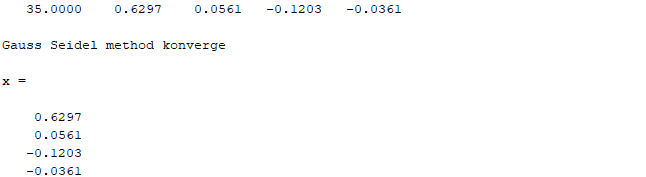 35.0000 0.6297 0.0561 -0.1203 -0.0361
Gauss Seidel method konverge
x =
0.6297
0.0561
-0.1203
-0.0361